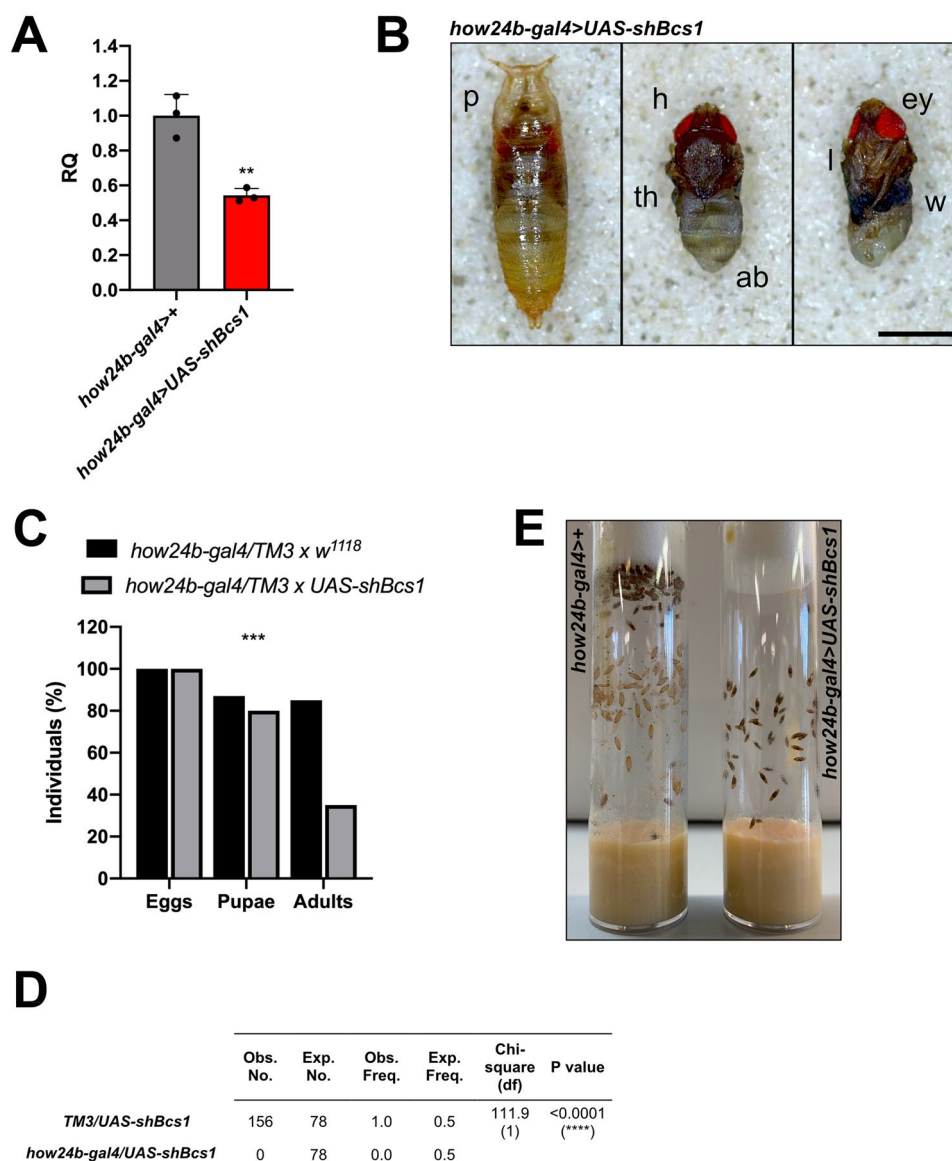 A
1.4
1.2
1.0
0.8
0.6
0.4
0.2
0.0
RQ
**
how24b-gal4>+
how24b-gal4>UAS-shBcs1
B
how24b-gal4>UAS-shBcs1
p
h
th
ab
ey
l
w
C
how24b-gal4/TM3 x w¹¹¹⁸
how24b-gal4/TM3 x UAS-shBcs1
120
100
80
60
40
20
0
Individuals (%)
***
Eggs Pupae Adults
E
how24b-gal4>+
how24b-gal4>UAS-shBcs1
D
Obs. No. Exp. No. Obs. Freq. Exp. Freq. Chi-square (df) P value
TM3/UAS-shBcs1 156 78 1.0 0.5 111.9 (1) <0.0001 (****)
how24b-gal4/UAS-shBcs1 0 78 0.0 0.5